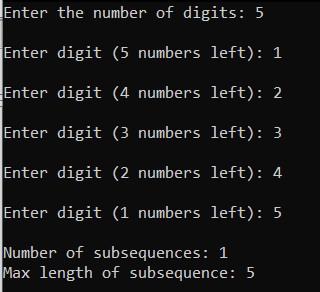 Enter the number of digits: 5
Enter digit (5 numbers left): 1
Enter digit (4 numbers left): 2
Enter digit (3 numbers left): 3
Enter digit (2 numbers left): 4
Enter digit (1 numbers left): 5
Number of subsequences: 1
Max length of subsequence: 5